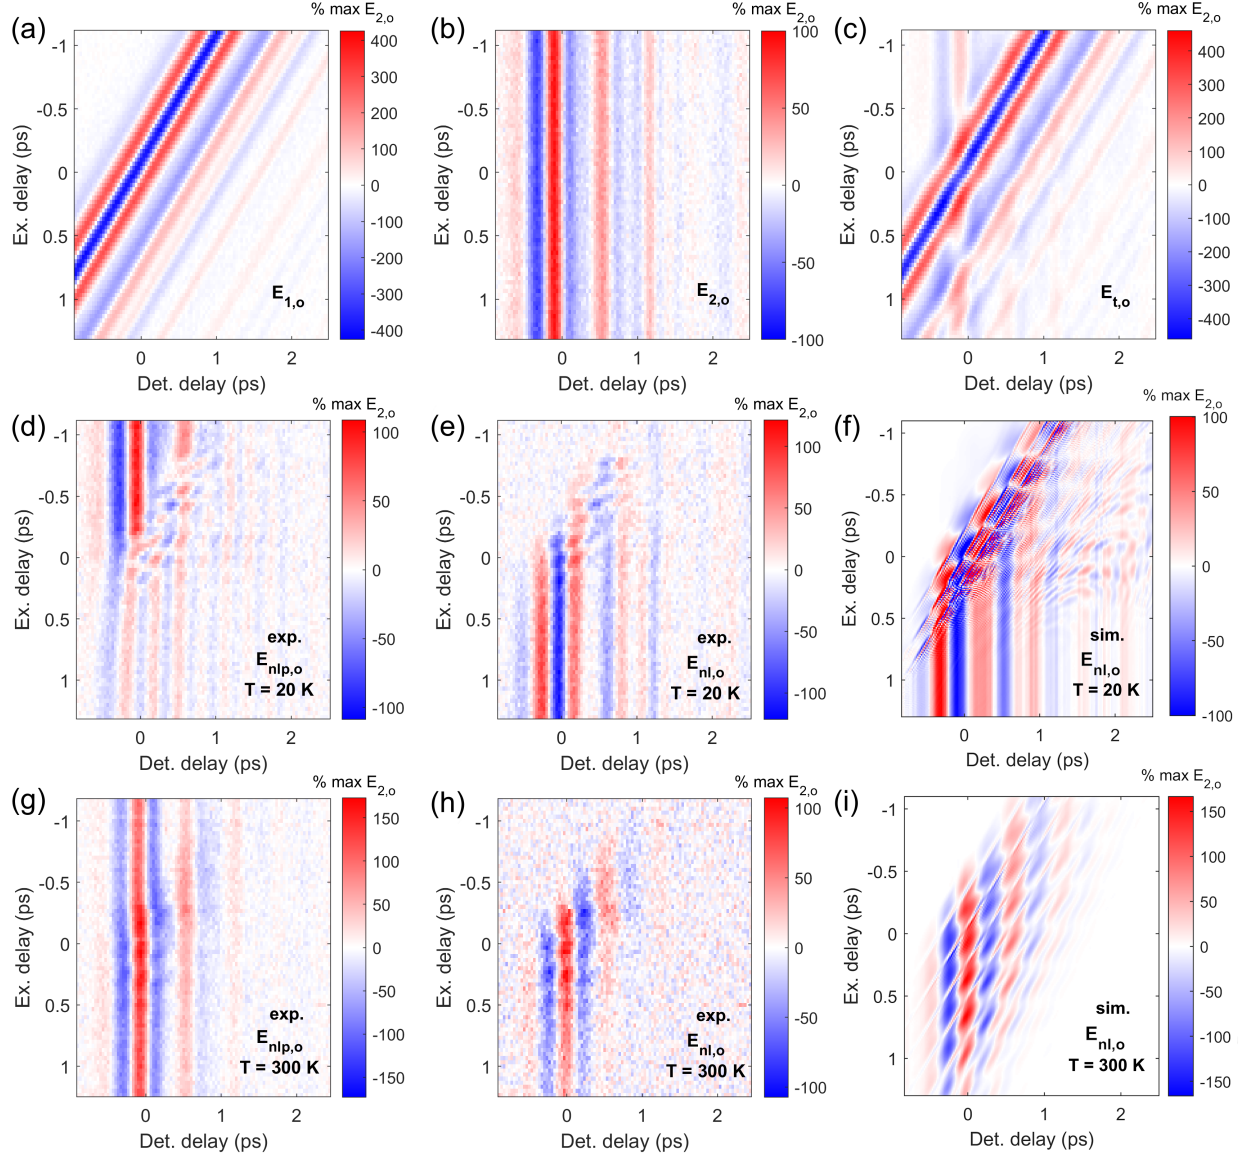 (a)
% max E2,o
-1
-0.5
0
0.5
1
Ex. delay (ps)
0 1 2
Det. delay (ps)
400
300
200
100
0
-100
-200
-300
-400
E1,o
(b)
% max E2,o
-1
-0.5
0
0.5
1
Ex. delay (ps)
0 1 2
Det. delay (ps)
100
50
0
-50
-100
E2,o
(c)
% max E2,o
-1
-0.5
0
0.5
1
Ex. delay (ps)
0 1 2
Det. delay (ps)
400
300
200
100
0
-100
-200
-300
-400
Et,o
(d)
% max E2,o
-1
-0.5
0
0.5
1
Ex. delay (ps)
0 1 2
Det. delay (ps)
100
50
0
-50
-100
exp.
Enlp,o
T = 20 K
(e)
% max E2,o
-1
-0.5
0
0.5
1
Ex. delay (ps)
0 1 2
Det. delay (ps)
100
50
0
-50
-100
exp.
Enl,o
T = 20 K
(f)
% max E2,o
-1
-0.5
0
0.5
1
Ex. delay (ps)
0 1 2
Det. delay (ps)
100
50
0
-50
-100
sim.
Enl,o
T = 20 K
(g)
% max E2,o
-1
-0.5
0
0.5
1
Ex. delay (ps)
0 1 2
Det. delay (ps)
150
100
50
0
-50
-100
-150
exp.
Enlp,o
T = 300 K
(h)
% max E2,o
-1
-0.5
0
0.5
1
Ex. delay (ps)
0 1 2
Det. delay (ps)
100
50
0
-50
-100
exp.
Enl,o
T = 300 K
(i)
% max E2,o
-1
-0.5
0
0.5
1
Ex. delay (ps)
0 1 2
Det. delay (ps)
150
100
50
0
-50
-100
-150
sim.
Enl,o
T = 300 K